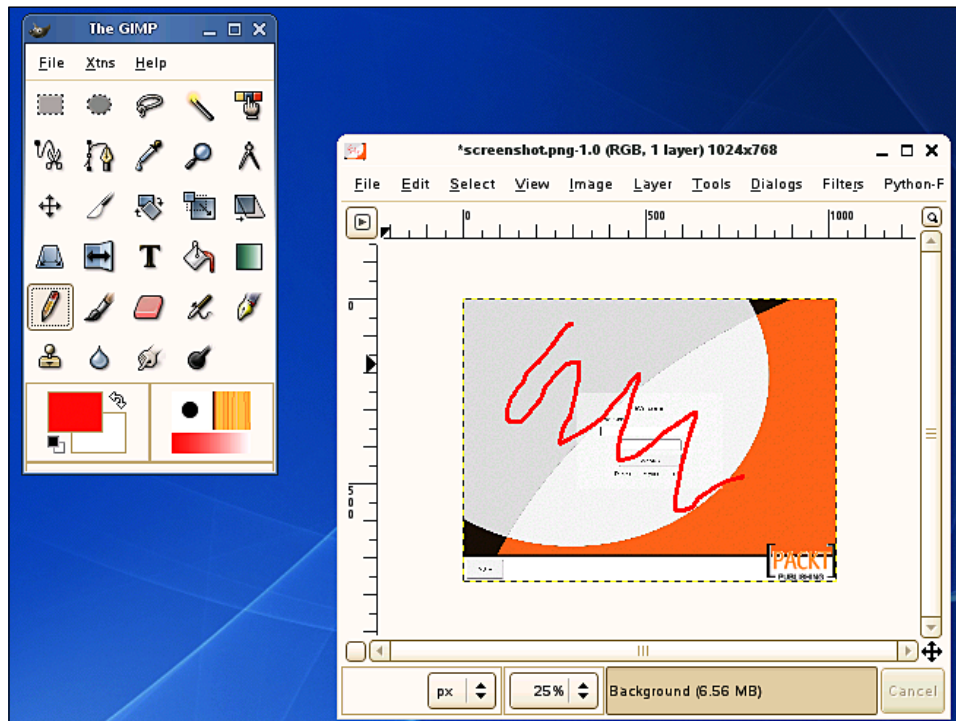 The GIMP
File Xtns Help
T
*screenshot.png-1.0 (RGB, 1 layer) 1024x768
File Edit Select View Image Layer Tools Dialogs Filters Python-F
0 500 1000
0
500
Welcome
PACKT
PUBLISHING
px 25% Background (6.56 MB) Cancel